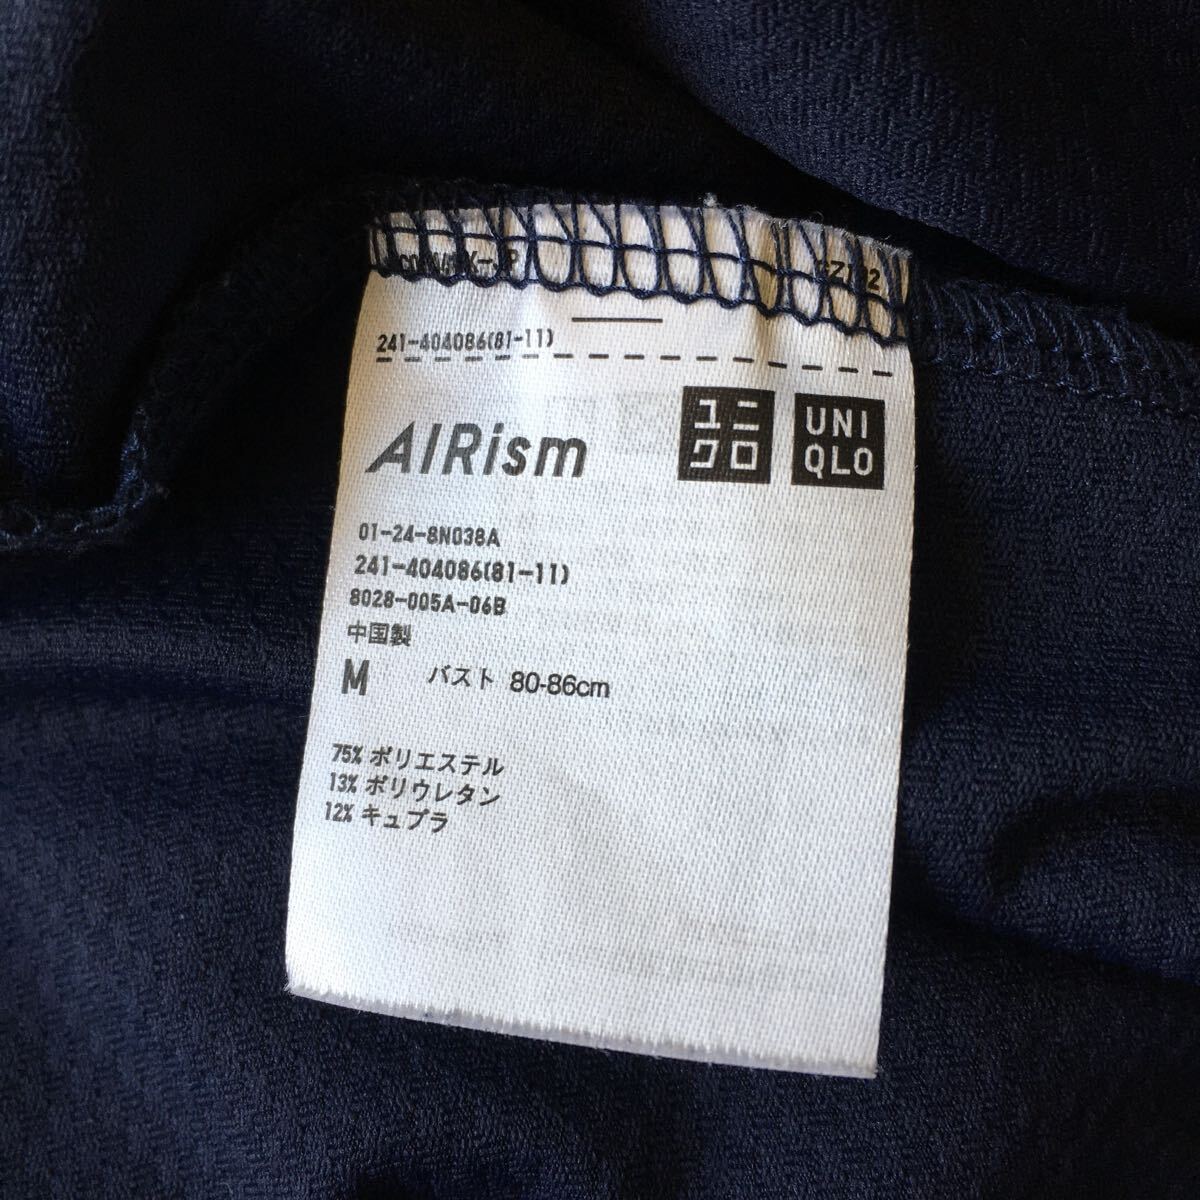 241-404086(81-11)
AIRism
ユニ
クロ
UNI
QLO
01-24-8N038A
241-404086(81-11)
8028-005A-06B
中国製
M バスト 80-86cm
75% ポリエステル
13% ポリウレタン
12% キュプラ